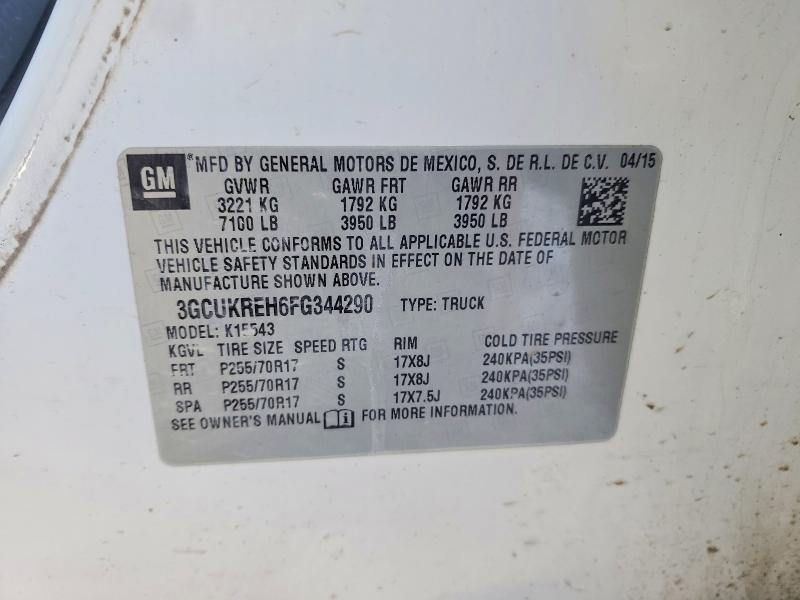 GM ® MFD BY GENERAL MOTORS DE MEXICO, S. DE R.L. DE C.V. 04/15
GVWR GAWR FRT GAWR RR
3221 KG 1792 KG 1792 KG
7100 LB 3950 LB 3950 LB
THIS VEHICLE CONFORMS TO ALL APPLICABLE U.S. FEDERAL MOTOR
VEHICLE SAFETY STANDARDS IN EFFECT ON THE DATE OF
MANUFACTURE SHOWN ABOVE.
3GCUKREH6FG344290 TYPE: TRUCK
MODEL: K15543
KGVL TIRE SIZE SPEED RTG RIM COLD TIRE PRESSURE
FRT P255/70R17 S 17X8J 240KPA(35PSI)
RR P255/70R17 S 17X8J 240KPA(35PSI)
SPA P255/70R17 S 17X7.5J 240KPA(35PSI)
SEE OWNER'S MANUAL FOR MORE INFORMATION.